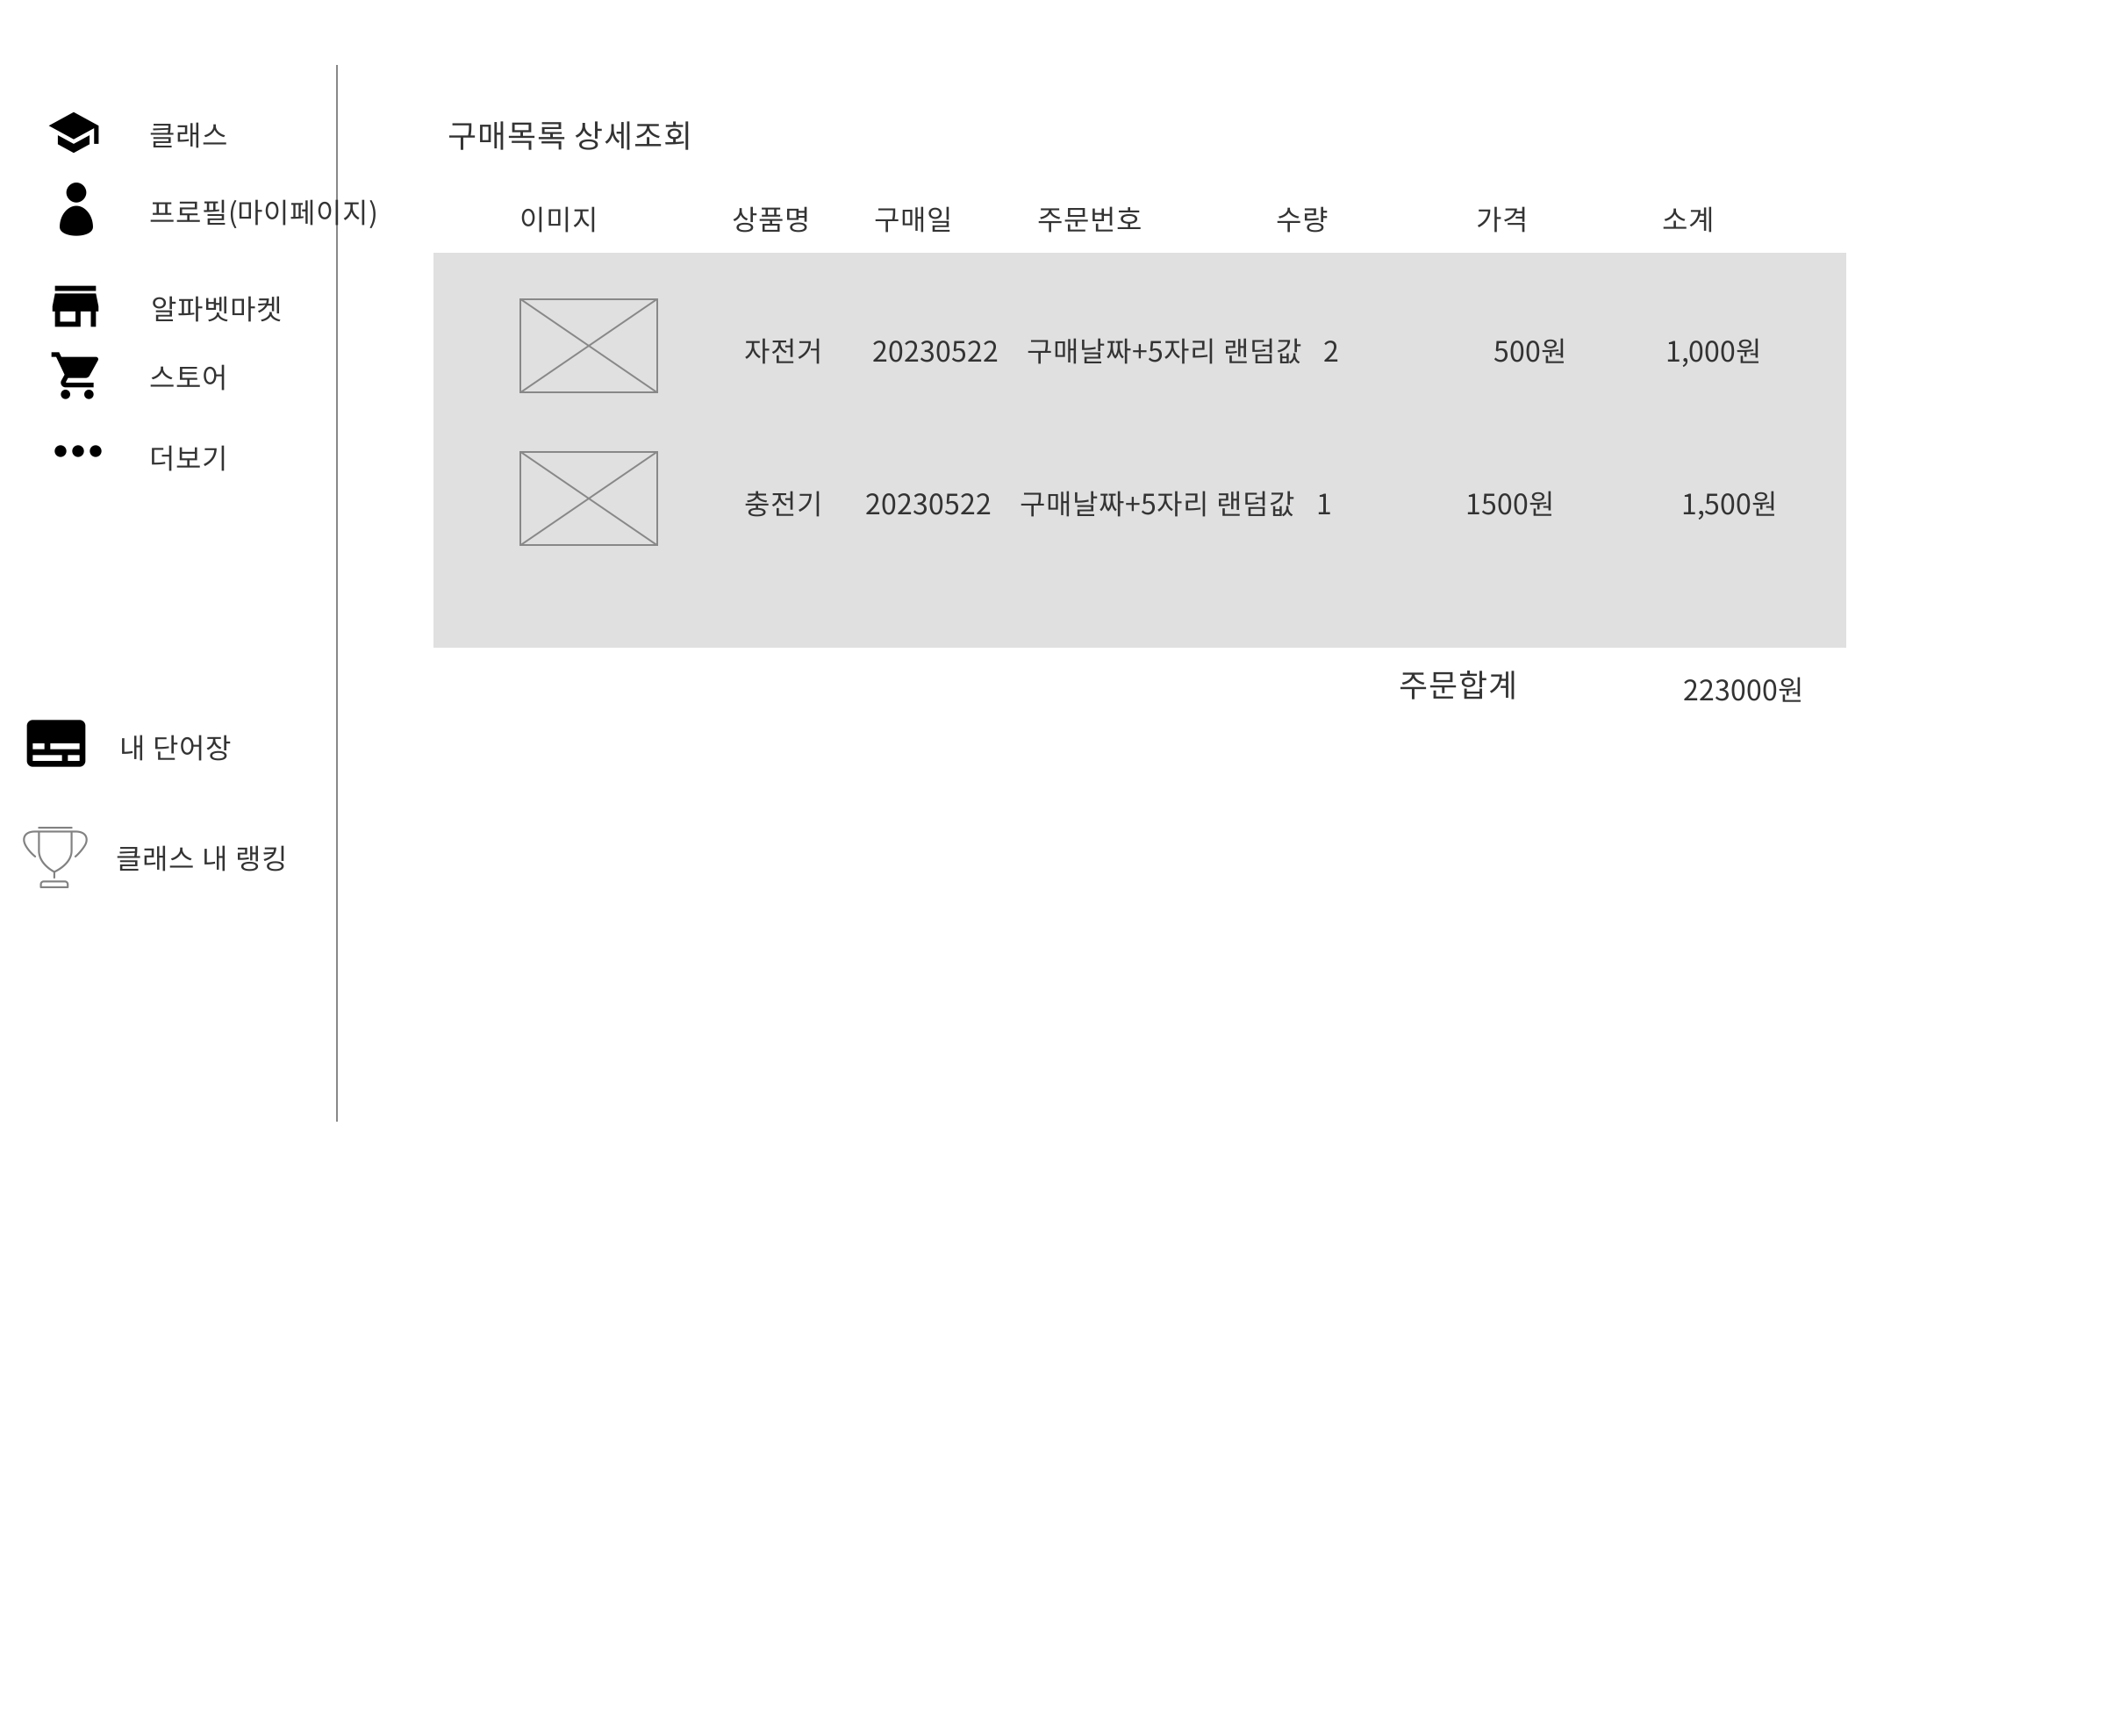 클래스
프로필(마이페이지)
알파벳마켓
스토어
더보기
내 단어장
클래스 내 랭킹
구매목록 상세조회
이미지 상품명 구매일 주문번호 수량 가격 소계
자전거 20230522 구매날짜+5자리 랜덤값 2 500원 1,000원
충전기 20230522 구매날짜+5자리 랜덤값 1 1500원 1,500원
주문합계 223000원